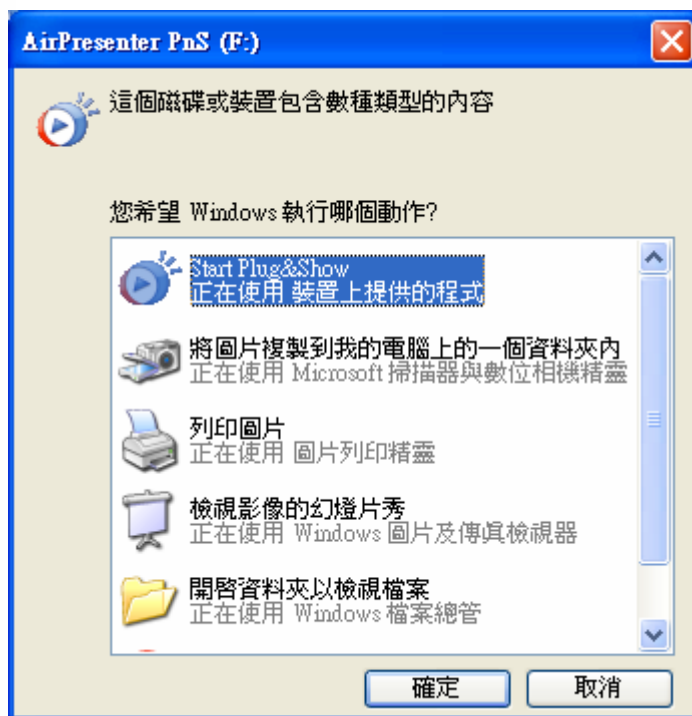 AirPresenter PnS (F:)
這個磁碟或裝置包含數種類型的內容
您希望 Windows 執行哪個動作?
Start Plug&Show
正在使用 裝置上提供的程式
將圖片複製到我的電腦上的一個資料夾內
正在使用 Microsoft 掃描器與數位相機精靈
列印圖片
正在使用 圖片列印精靈
檢視影像的幻燈片秀
正在使用 Windows 圖片及傳真檢視器
開啓資料夾以檢視檔案
正在使用 Windows 檔案總管
確定
取消